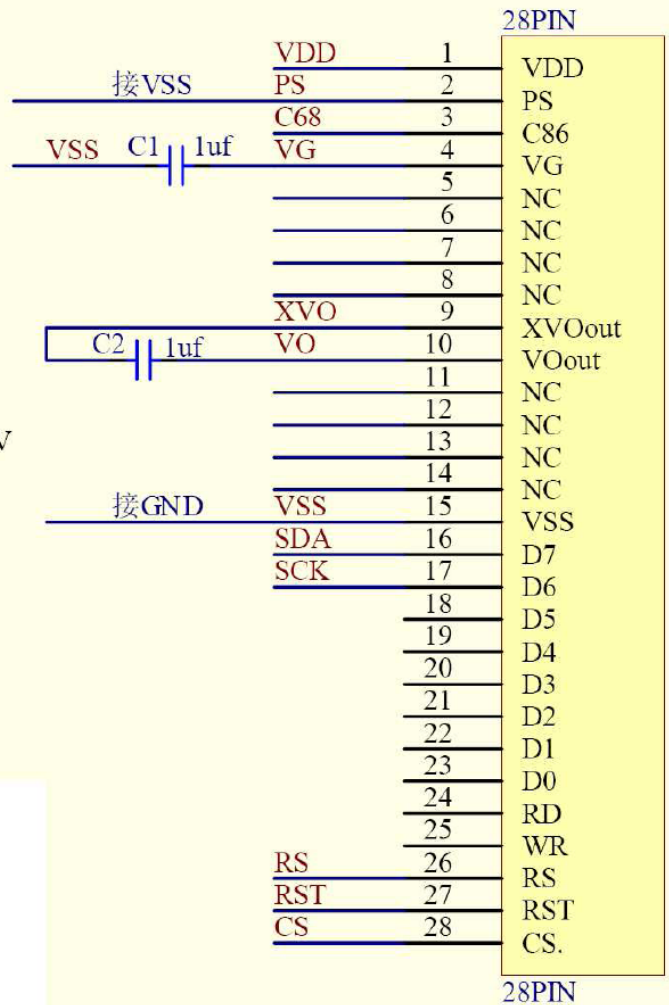 28PIN
VDD 1 VDD
接VSS PS 2 PS
C68 3 C86
VSS C1 1uf VG 4 VG
5 NC
6 NC
7 NC
8 NC
XVO 9 XVOout
C2 1uf VO 10 VOout
11 NC
12 NC
V 13 NC
14 NC
接GND VSS 15 VSS
SDA 16 D7
SCK 17 D6
18 D5
19 D4
20 D3
21 D2
22 D1
23 D0
24 RD
25 WR
RS 26 RS
RST 27 RST
CS 28 CS.
28PIN